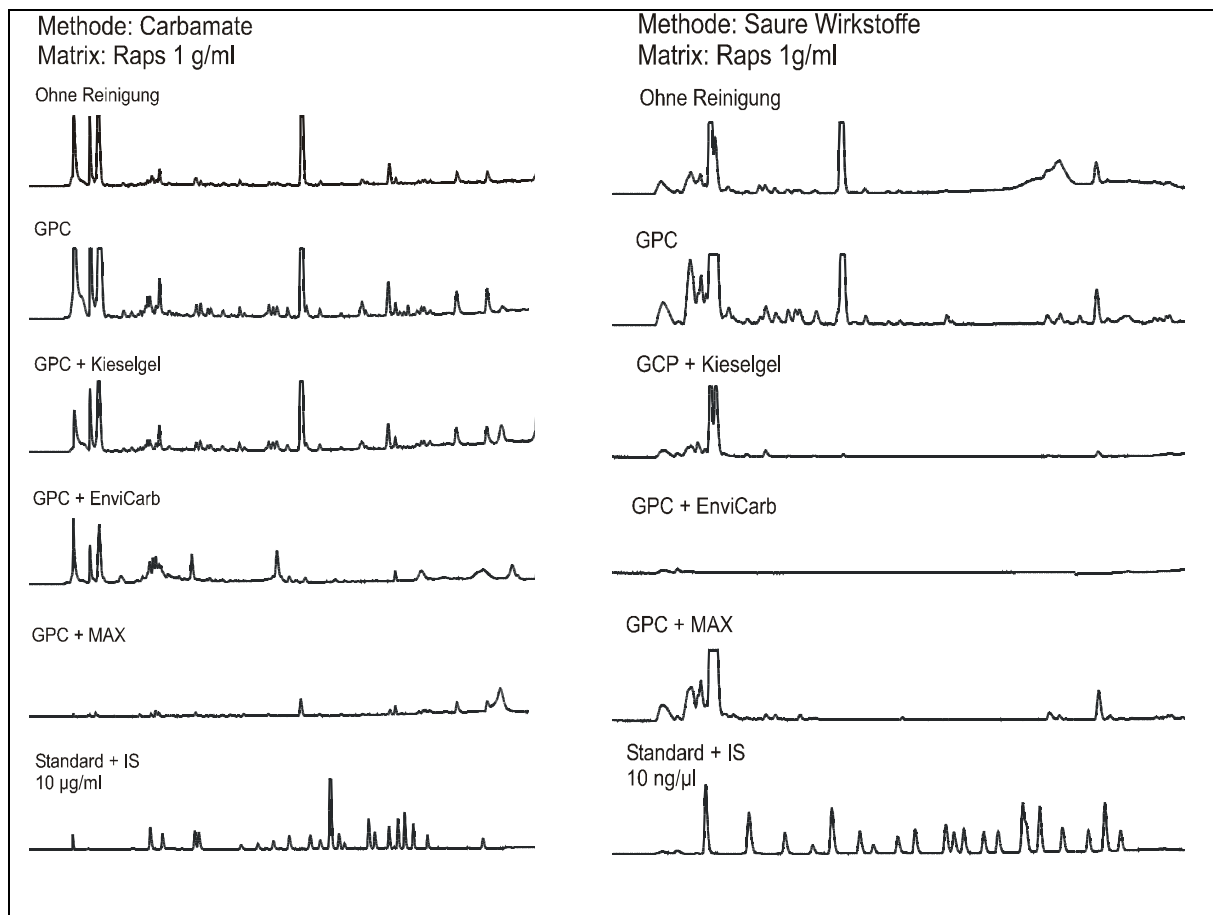 Methode: Carbamate
Matrix: Raps 1 g/ml
Ohne Reinigung
GPC
GPC + Kieselgel
GPC + EnviCarb
GPC + MAX
Standard + IS
10 µg/ml
Methode: Saure Wirkstoffe
Matrix: Raps 1g/ml
Ohne Reinigung
GPC
GCP + Kieselgel
GPC + EnviCarb
GPC + MAX
Standard + IS
10 ng/µl